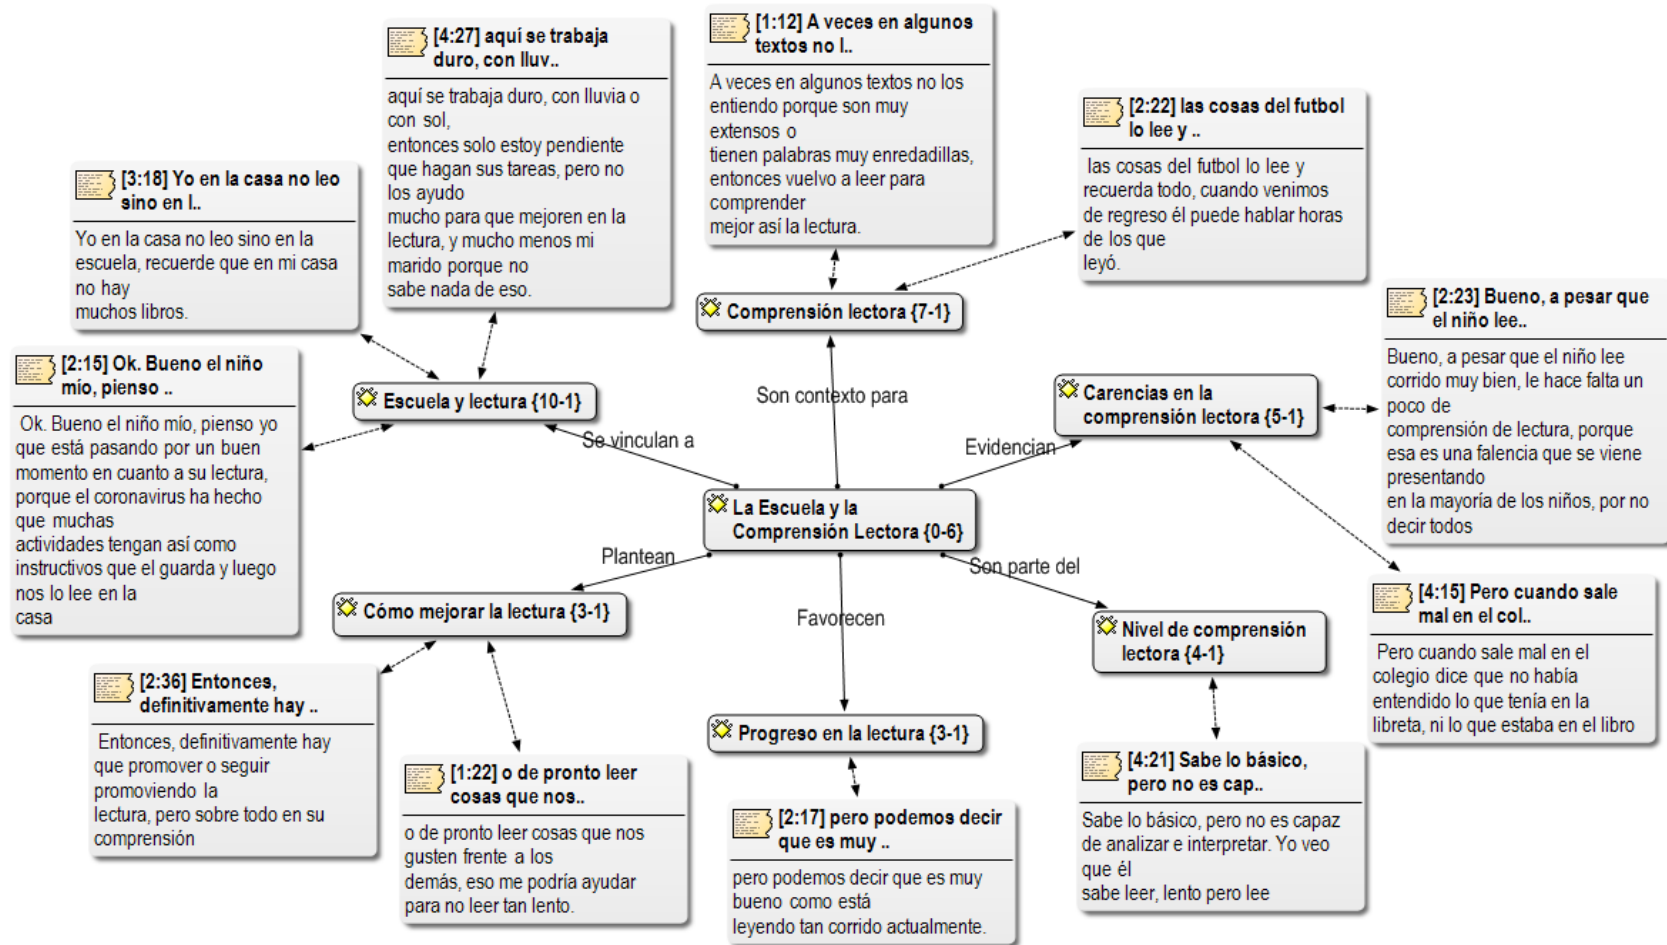 [4:27] aquí se trabaja
duro, con lluv..
aquí se trabaja duro, con lluvia o
con sol,
entonces solo estoy pendiente
que hagan sus tareas, pero no
los ayudo
mucho para que mejoren en la
lectura, y mucho menos mi
marido porque no
sabe nada de eso.
[1:12] A veces en algunos
textos no l..
A veces en algunos textos no los
entiendo porque son muy
extensos o
tienen palabras muy enredadillas,
entonces vuelvo a leer para
comprender
mejor así la lectura.
[2:22] las cosas del futbol
lo lee y ..
las cosas del futbol lo lee y
recuerda todo, cuando venimos
de regreso él puede hablar horas
de los que
leyó.
[3:18] Yo en la casa no leo
sino en l..
Yo en la casa no leo sino en la
escuela, recuerde que en mi casa
no hay
muchos libros.
[2:23] Bueno, a pesar que
el niño lee..
Bueno, a pesar que el niño lee
corrido muy bien, le hace falta un
poco de
comprensión de lectura, porque
esa es una falencia que se viene
presentando
en la mayoría de los niños, por no
decir todos
Comprensión lectora {7-1}
[2:15] Ok. Bueno el niño
mío, pienso ..
Ok. Bueno el niño mío, pienso yo
que está pasando por un buen
momento en cuanto a su lectura,
porque el coronavirus ha hecho
que muchas
actividades tengan así como
instructivos que el guarda y luego
nos lo lee en la
casa
Escuela y lectura {10-1}
Son contexto para
Carencias en la
comprensión lectora {5-1}
Se vinculan a
Evidencian
La Escuela y la
Comprensión Lectora {0-6}
Plantean
Son parte del
Favorecen
Cómo mejorar la lectura {3-1}
Nivel de comprensión
lectora {4-1}
[4:15] Pero cuando sale
mal en el col..
Pero cuando sale mal en el
colegio dice que no había
entendido lo que tenía en la
libreta, ni lo que estaba en el libro
[2:36] Entonces,
definitivamente hay ..
Entonces, definitivamente hay
que promover o seguir
promoviendo la
lectura, pero sobre todo en su
comprensión
Progreso en la lectura {3-1}
[1:22] o de pronto leer
cosas que nos..
o de pronto leer cosas que nos
gusten frente a los
demás, eso me podría ayudar
para no leer tan lento.
[2:17] pero podemos decir
que es muy ..
pero podemos decir que es muy
bueno como está
leyendo tan corrido actualmente.
[4:21] Sabe lo básico,
pero no es cap..
Sabe lo básico, pero no es capaz
de analizar e interpretar. Yo veo
que él
sabe leer, lento pero lee